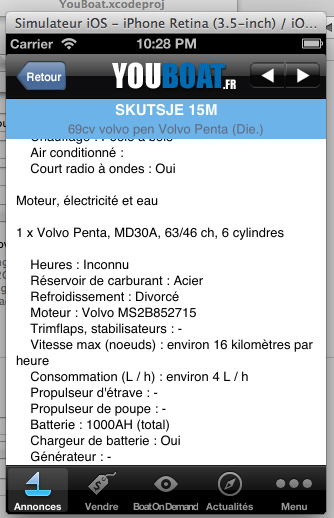 YouBoat.xcodeproj
Simulateur iOS - iPhone Retina (3.5-inch) / iO...
Carrier 10:28 PM
Retour YOUBOAT.FR
SKUTSJE 15M
69cv volvo pen Volvo Penta (Die.)
Chauffage : Poêle à bois
Air conditionné :
Court radio à ondes : Oui
Moteur, électricité et eau
1 x Volvo Penta, MD30A, 63/46 ch, 6 cylindres
Heures : Inconnu
Réservoir de carburant : Acier
Refroidissement : Divorcé
Moteur : Volvo MS2B852715
Trimflaps, stabilisateurs : -
Vitesse max (noeuds) : environ 16 kilomètres par
heure
Consommation (L / h) : environ 4 L / h
Propulseur d'étrave : -
Propulseur de poupe : -
Batterie : 1000AH (total)
Chargeur de batterie : Oui
Générateur : -
Annonces Vendre BoatOnDemand Actualités Menu